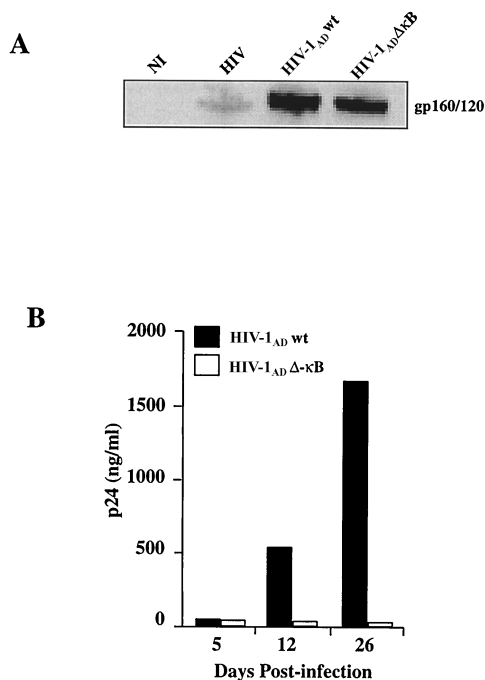 A
NI
HIV
HIV-1AD wt
HIV-1ADΔκB
gp160/120
B
HIV-1AD wt
HIV-1AD Δ-κB
p24 (ng/ml)
2000
1500
1000
500
0
5 12 26
Days Post-infection